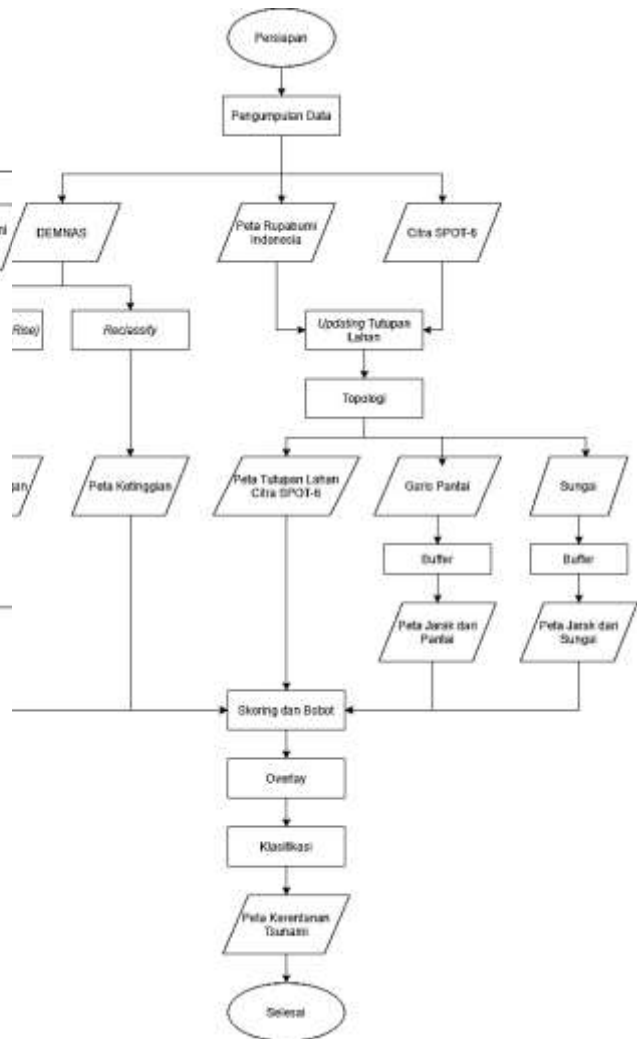 Persiapan
Pengumpulan Data
ni
DEMNAS
Peta Rupabumi
Indonesia
Citra SPOT-6
Rise)
Reclassify
Updating Tutupan
Lahan
Topologi
gan
Peta Ketinggian
Peta Tutupan Lahan
Citra SPOT-6
Garis Pantai
Sungai
Buffer
Buffer
Peta Jarak dari
Pantai
Peta Jarak dari
Sungai
Skoring dan Bobot
Overlay
Klasifikasi
Peta Kerentanan
Tsunami
Selesai